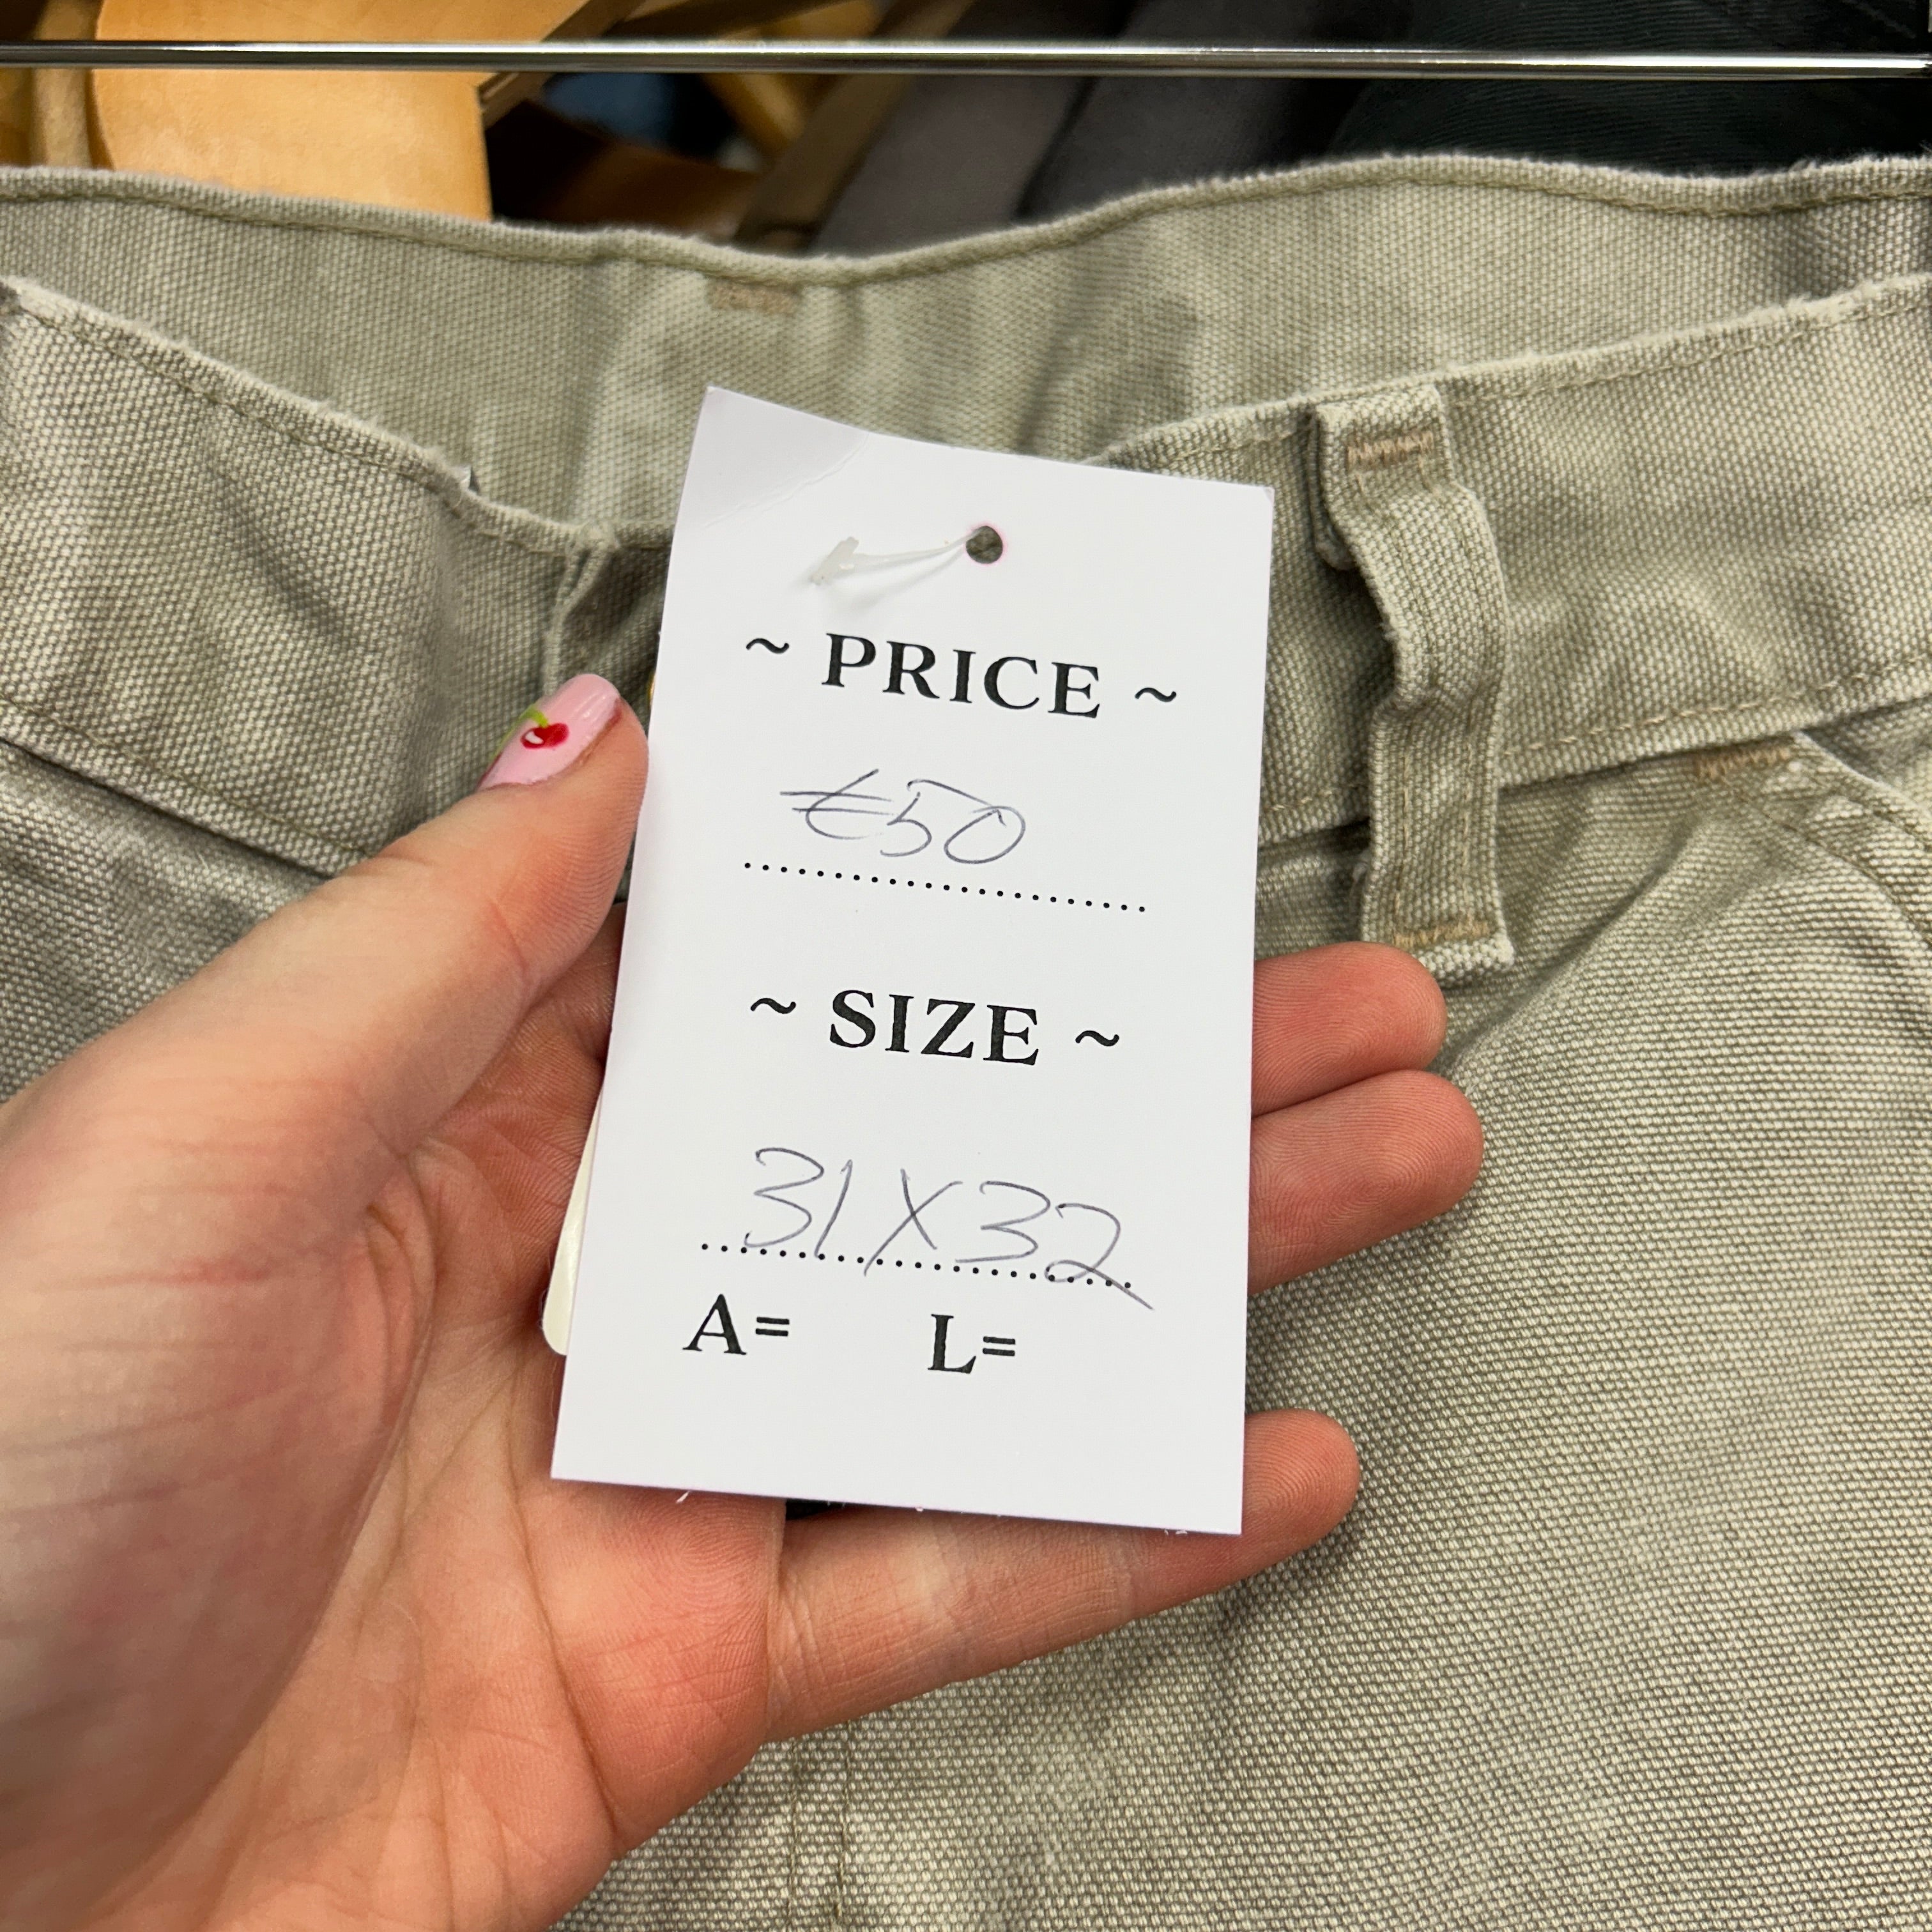 ~ PRICE ~
€50
~ SIZE ~
31X32
A= L=